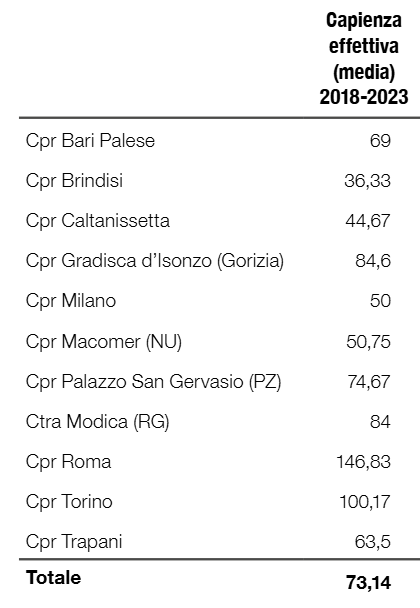 Capienza
effettiva
(media)
2018-2023
Cpr Bari Palese 69
Cpr Brindisi 36,33
Cpr Caltanissetta 44,67
Cpr Gradisca d’Isonzo (Gorizia) 84,6
Cpr Milano 50
Cpr Macomer (NU) 50,75
Cpr Palazzo San Gervasio (PZ) 74,67
Ctra Modica (RG) 84
Cpr Roma 146,83
Cpr Torino 100,17
Cpr Trapani 63,5
Totale 73,14